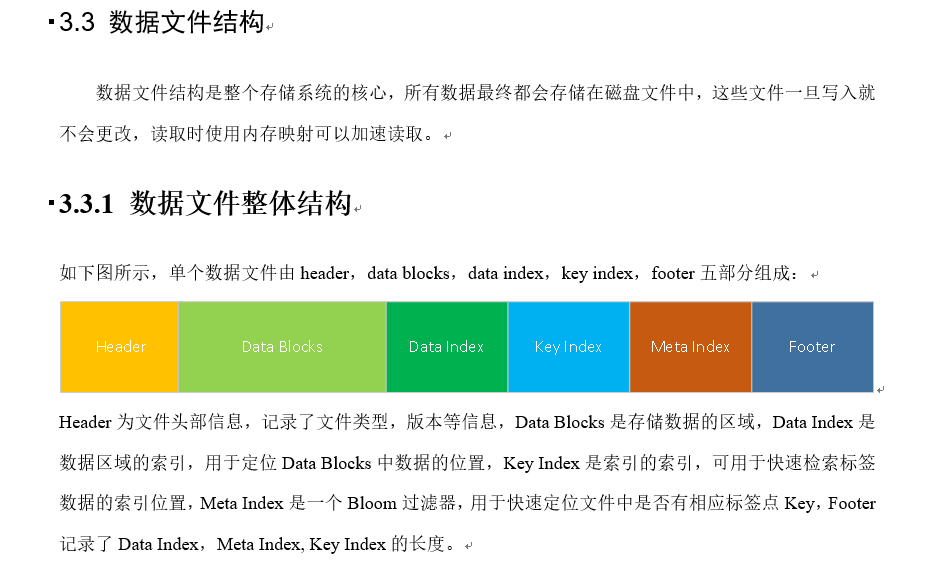 3.3 数据文件结构
数据文件结构是整个存储系统的核心，所有数据最终都会存储在磁盘文件中，这些文件一旦写入就
不会更改，读取时使用内存映射可以加速读取。
3.3.1 数据文件整体结构
如下图所示，单个数据文件由 header，data blocks，data index，key index，footer 五部分组成：
Header Data Blocks Data Index Key Index Meta Index Footer
Header 为文件头部信息，记录了文件类型，版本等信息，Data Blocks 是存储数据的区域，Data Index 是
数据区域的索引，用于定位 Data Blocks 中数据的位置，Key Index 是索引的索引，可用于快速检索标签
数据的索引位置，Meta Index 是一个 Bloom 过滤器，用于快速定位文件中是否有相应标签点 Key，Footer
记录了 Data Index，Meta Index, Key Index 的长度。